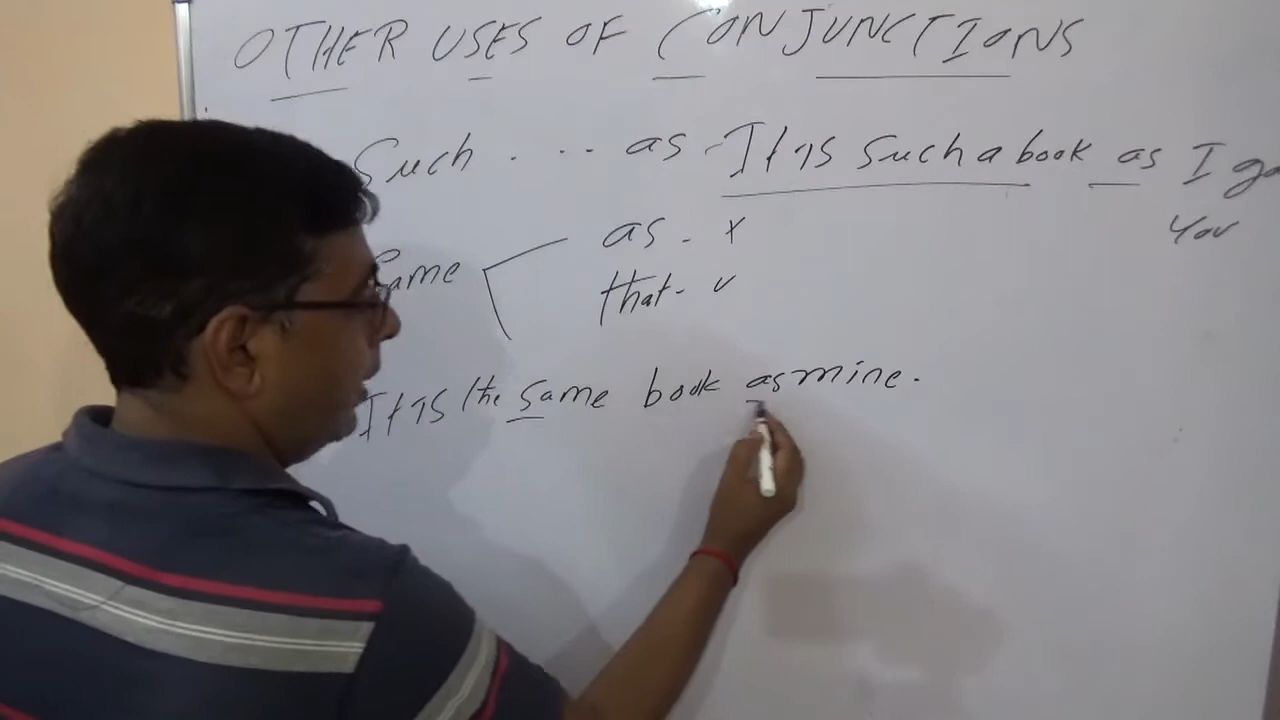 OTHER USES OF CONJUNCTIONS
Such . ... as - It is such a book as I ga
You
Same as - x
that - v
It is the same book as mine.